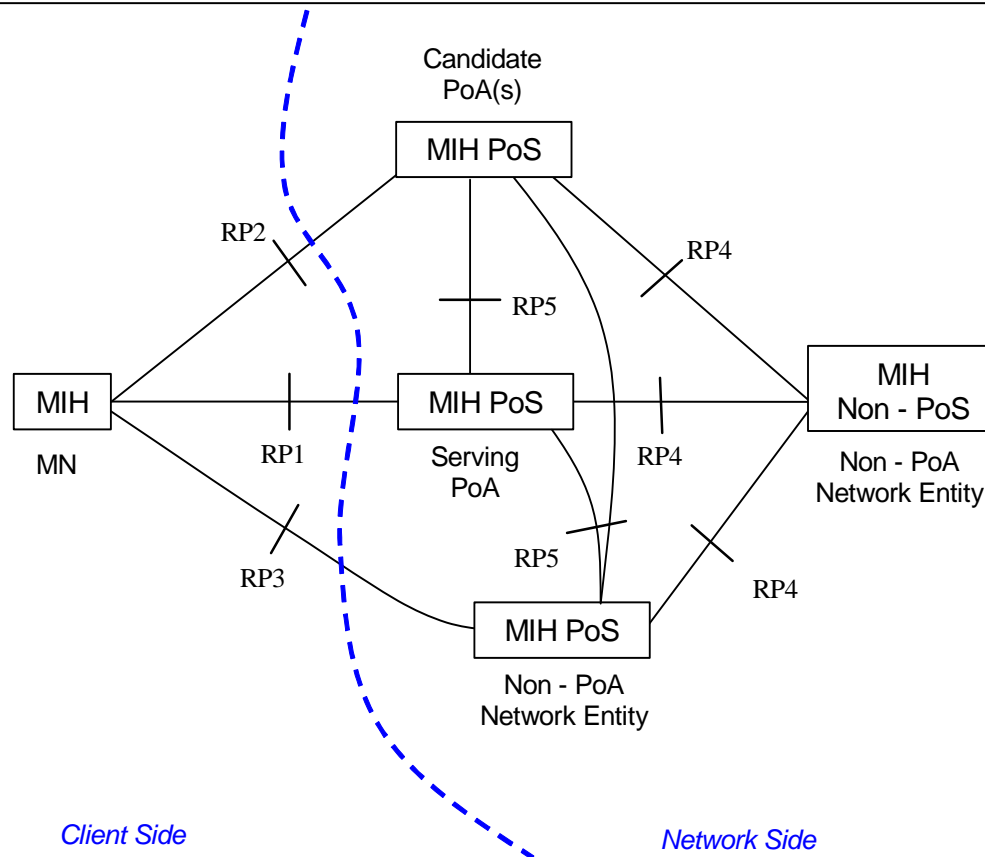 Candidate
PoA(s)
MIH PoS
RP2
RP4
RP5
MIH
MN
RP1
MIH PoS
Serving
PoA
RP4
MIH
Non - PoS
Non - PoA
Network Entity
RP3
RP5
RP4
MIH PoS
Non - PoA
Network Entity
Client Side
Network Side